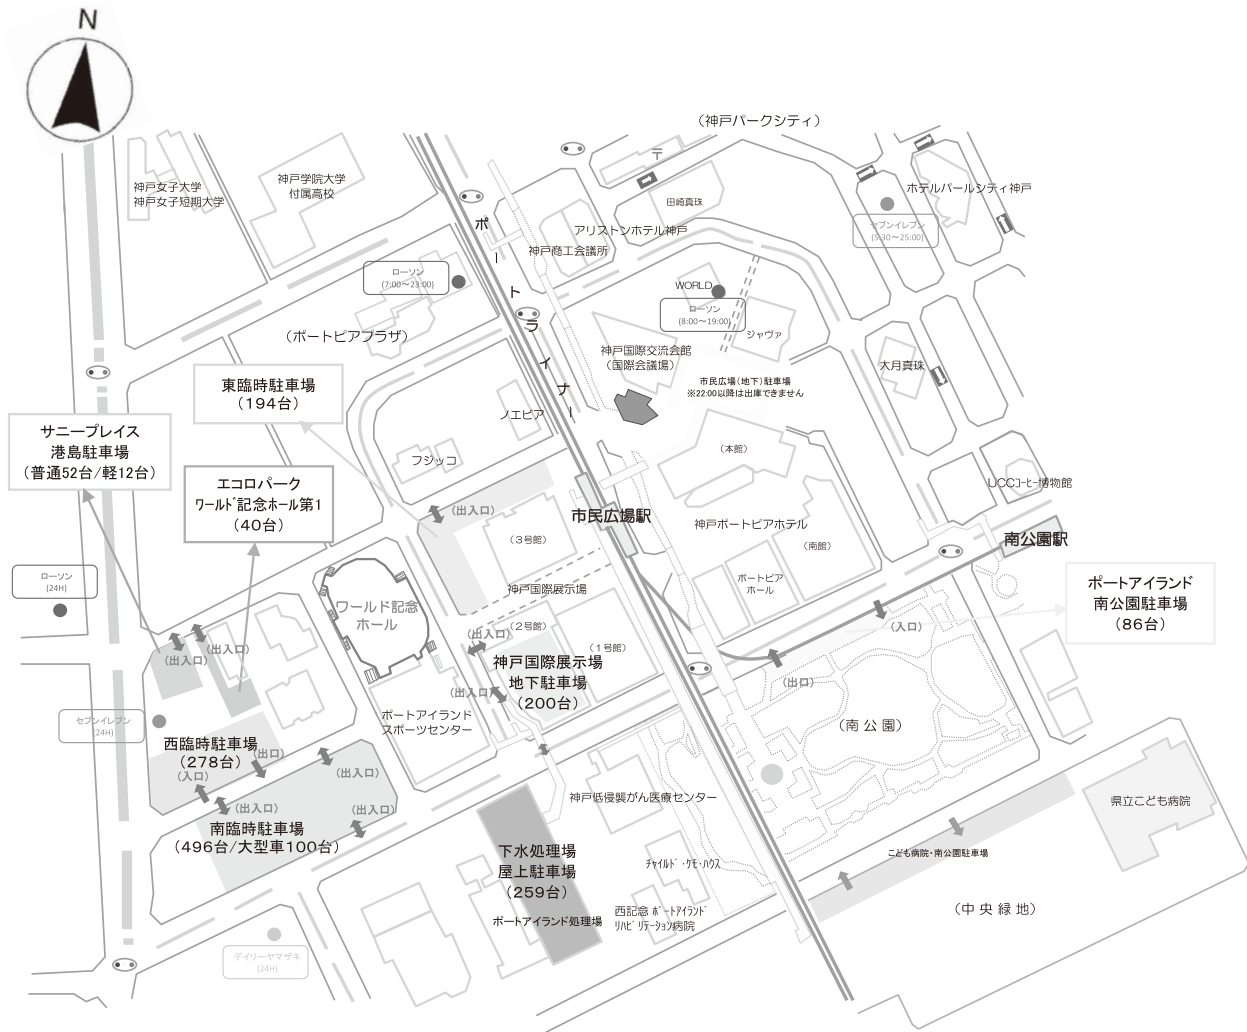 N
(神戸パークシティ)
〒
神戸女子大学
神戸女子短期大学
神戸学院大学
付属高校
田崎真珠
ホテルパールシティ神戸
セブンイレブン
(5:30～25:00)
アリストンホテル神戸
神戸商工会議所
ポートライナー
ローソン
(7:00～23:00)
WORLD
ローソン
(8:00～19:00)
ジャヴァ
(ポートピアプラザ)
神戸国際交流会館
(国際会議場)
大月真珠
市民広場(地下)駐車場
※22:00以降は出庫できません
東臨時駐車場
(194台)
ノエビア
サニープレイス
港島駐車場
(普通52台/軽12台)
フジッコ
(本館)
エコロパーク
ワールド記念ホール第1
(40台)
UCCコーヒー博物館
(出入口)
市民広場駅
神戸ポートピアホテル
(3号館)
(南館)
南公園駅
ローソン
(24H)
ポートピア
ホール
ポートアイランド
南公園駐車場
(86台)
神戸国際展示場
ワールド記念
ホール
(入口)
(2号館)
(出入口)
(1号館)
(出入口)
(出入口)
神戸国際展示場
地下駐車場
(200台)
(出入口)
(出口)
セブンイレブン
(24H)
ポートアイランド
スポーツセンター
(南公園)
西臨時駐車場
(278台)
(出口)
(入口)
(出入口)
(出入口)
(出入口)
神戸低侵襲がん医療センター
県立こども病院
南臨時駐車場
(496台/大型車100台)
下水処理場
屋上駐車場
(259台)
チャイルド・ケモ・ハウス
こども病院・南公園駐車場
ポートアイランド処理場
西記念 ポートアイランド
リハビリテーション病院
(中央緑地)
デイリーヤマザキ
(24H)